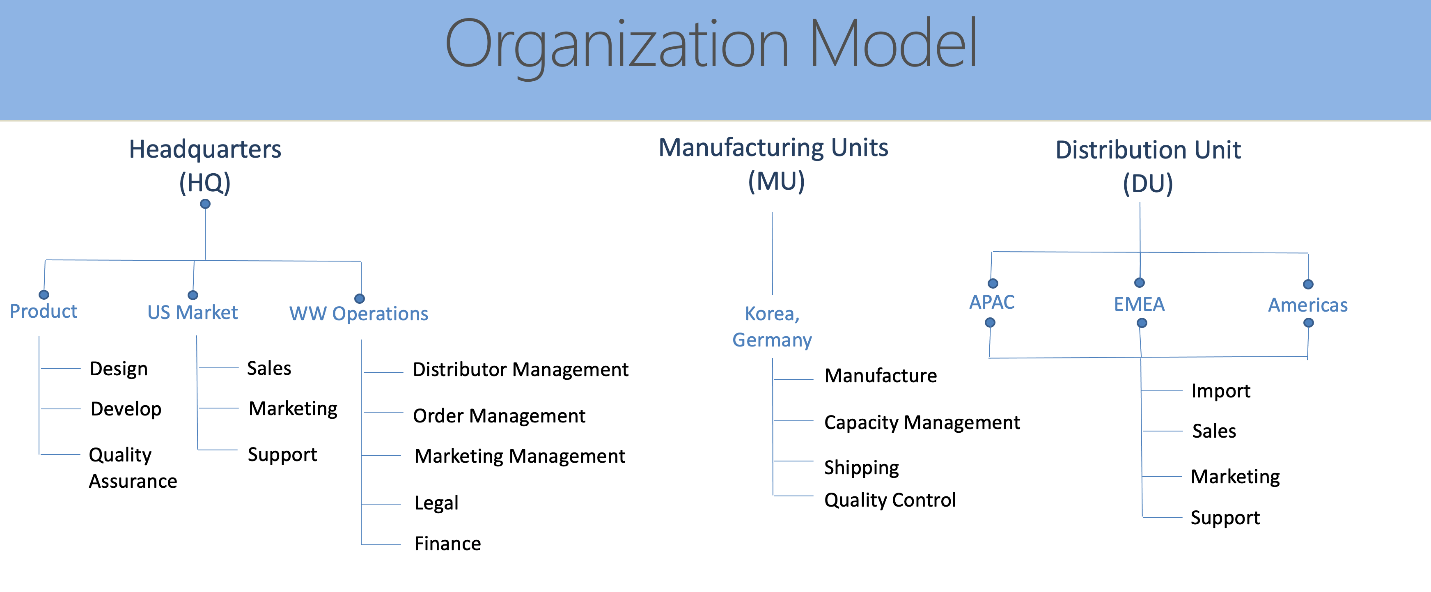 Organization Model
Headquarters
(HQ)
Manufacturing Units
(MU)
Distribution Unit
(DU)
Product
US Market
WW Operations
Korea,
Germany
APAC
EMEA
Americas
Design
Develop
Quality
Assurance
Sales
Marketing
Support
Distributor Management
Order Management
Marketing Management
Legal
Finance
Manufacture
Capacity Management
Shipping
Quality Control
Import
Sales
Marketing
Support